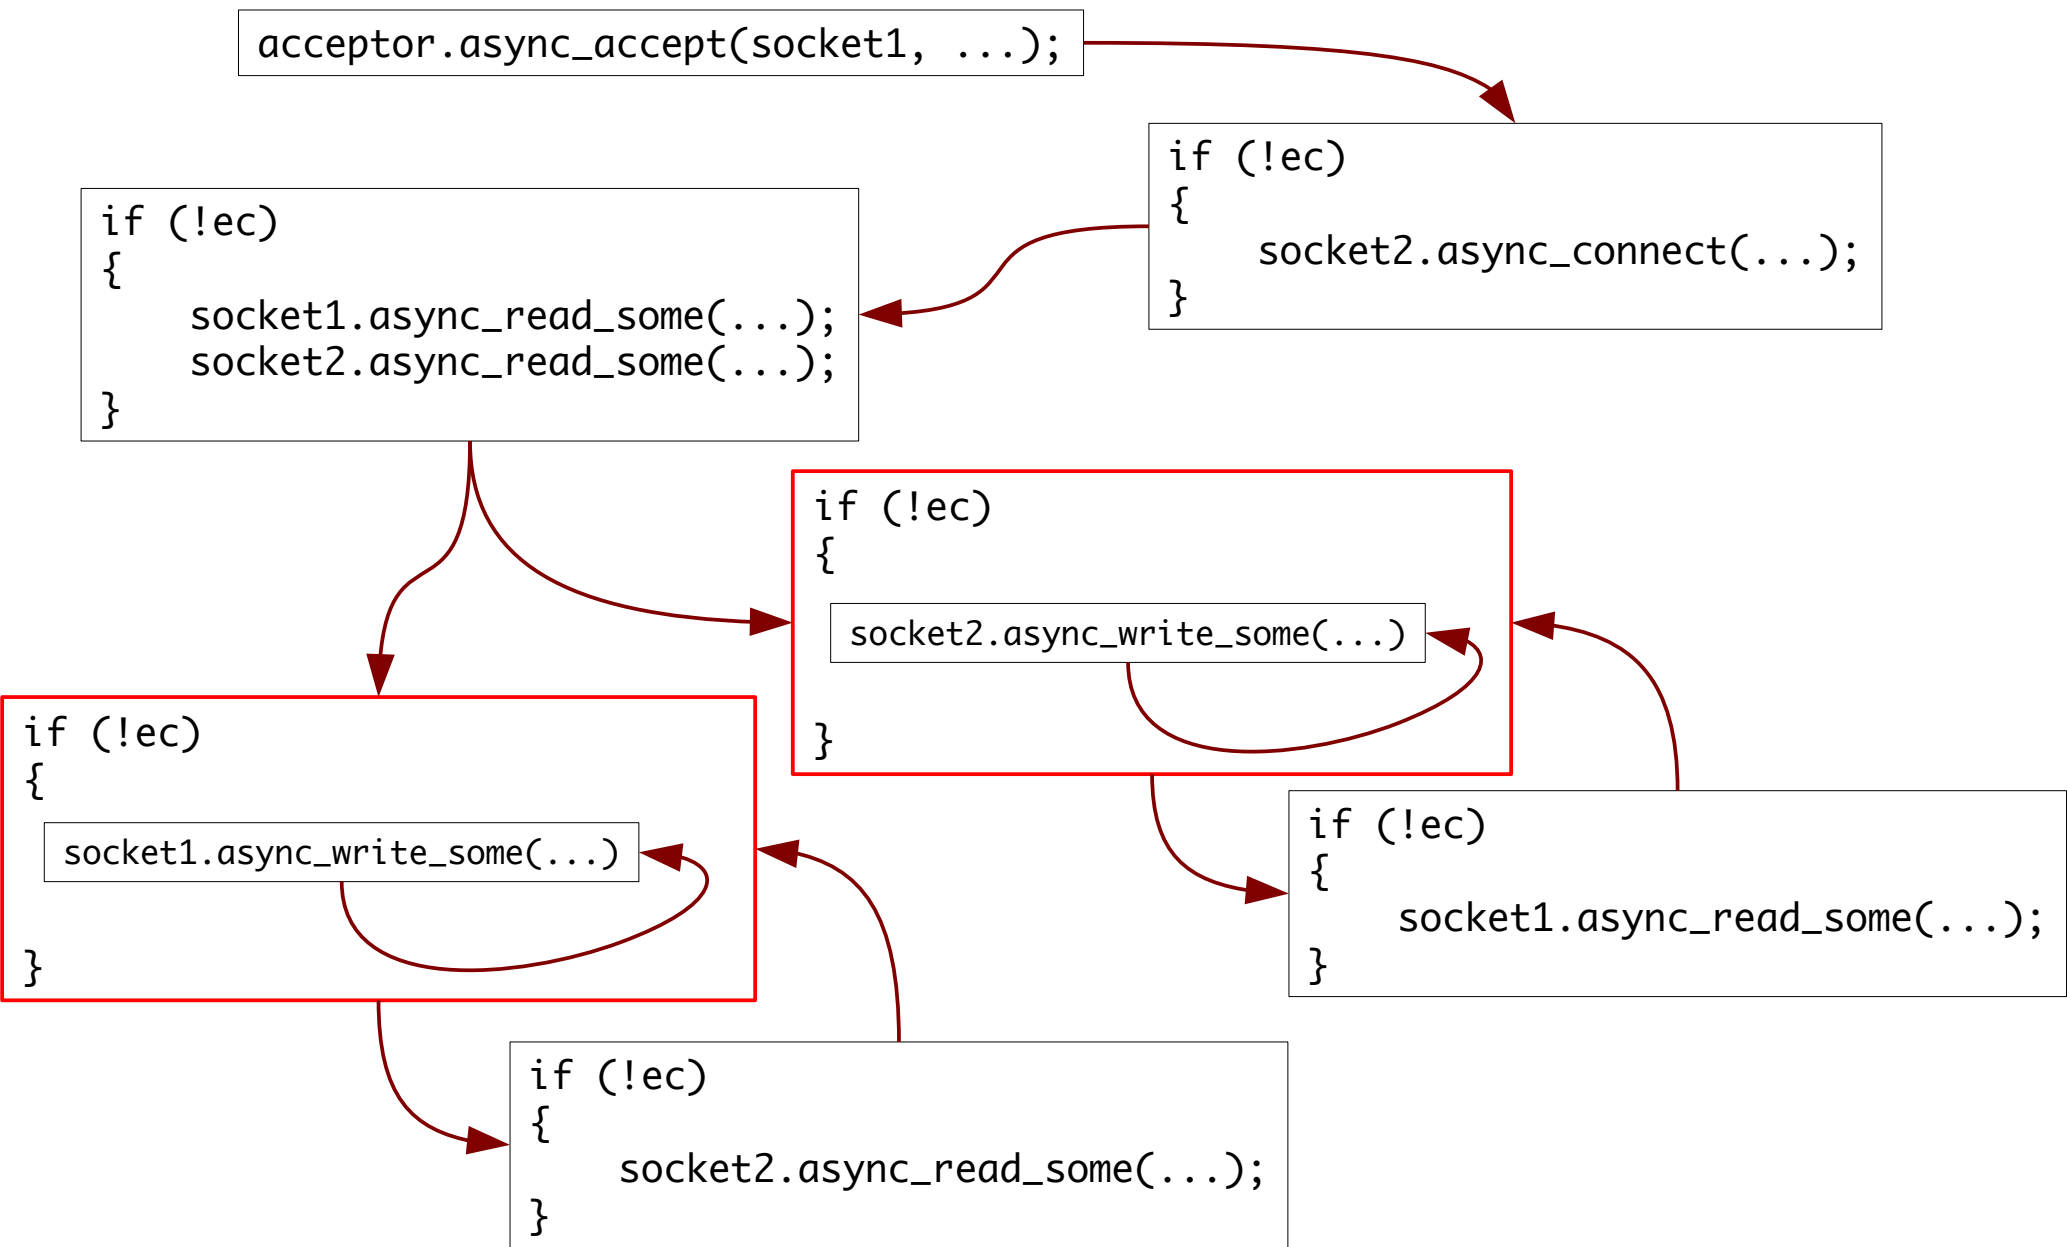 acceptor.async_accept(socket1, ...);
if (!ec)
{
socket2.async_connect(...);
}
if (!ec)
{
socket1.async_read_some(...);
socket2.async_read_some(...);
}
if (!ec)
{
socket2.async_write_some(...)
}
if (!ec)
{
socket1.async_write_some(...)
}
if (!ec)
{
socket1.async_read_some(...);
}
if (!ec)
{
socket2.async_read_some(...);
}